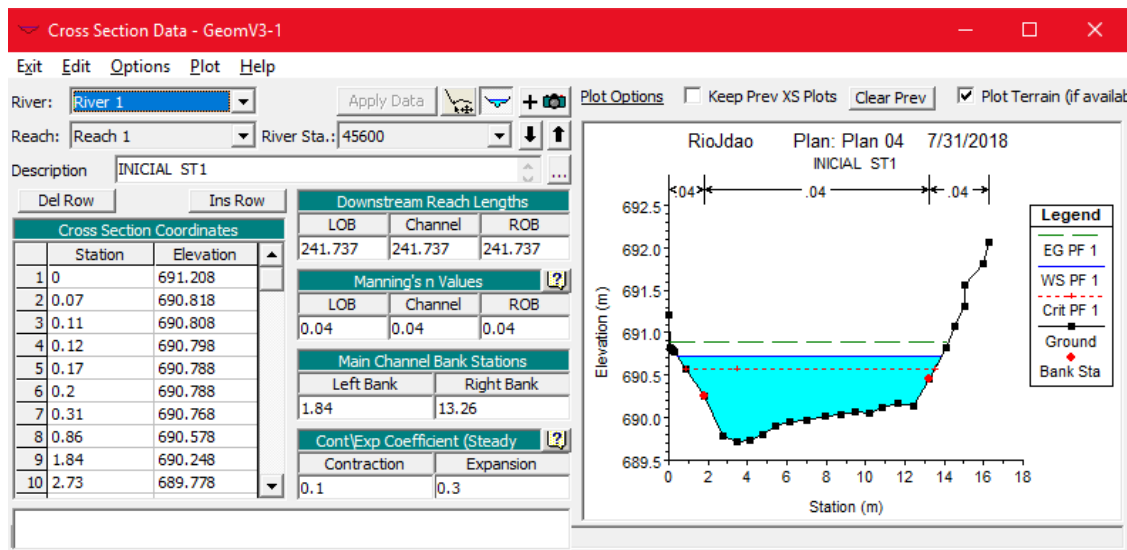 Cross Section Data - GeomV3-1
Exit Edit Options Plot Help
River: River 1 Apply Data
Reach: Reach 1 River Sta.: 45600
Description INICIAL ST1 ...
Del Row Ins Row
Cross Section Coordinates
Station Elevation
1 0 691.208
2 0.07 690.818
3 0.11 690.808
4 0.12 690.798
5 0.17 690.788
6 0.2 690.788
7 0.31 690.768
8 0.86 690.578
9 1.84 690.248
10 2.73 689.778
Downstream Reach Lengths
LOB Channel ROB
241.737 241.737 241.737
Manning's n Values
LOB Channel ROB
0.04 0.04 0.04
Main Channel Bank Stations
Left Bank Right Bank
1.84 13.26
Cont\Exp Coefficient (Steady
Contraction Expansion
0.1 0.3
Plot Options Keep Prev XS Plots Clear Prev Plot Terrain (if availab
RioJdao Plan: Plan 04 7/31/2018
INICIAL ST1
.04 .04 .04
692.5
692.0
691.5
691.0
690.5
690.0
689.5
Elevation (m)
0 2 4 6 8 10 12 14 16 18
Station (m)
Legend
EG PF 1
WS PF 1
Crit PF 1
Ground
Bank Sta